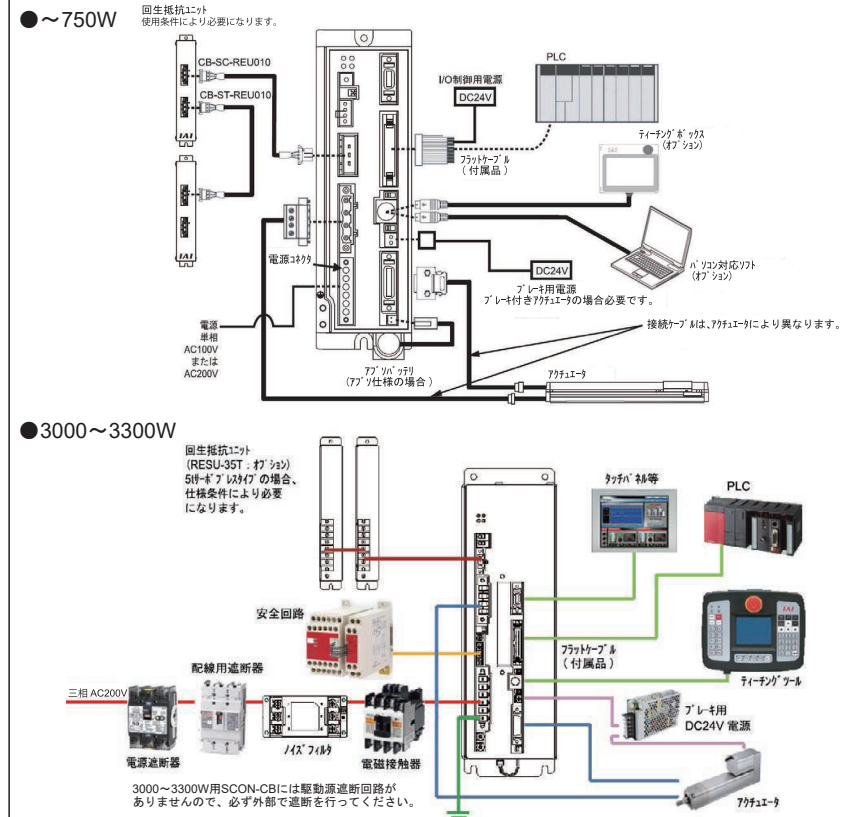 ●～750W
回生抵抗ユニット
使用条件により必要になります。
CB-SC-REU010
CB-ST-REU010
IAI
IAI
I/O制御用電源
DC24V
PLC
フラットケーブル
(付属品)
ティーチングボックス
(オプション)
IAI
パソコン対応ソフト
(オプション)
電源コネクタ
DC24V
ブレーキ用電源
ブレーキ付きアクチュエータの場合必要です。
接続ケーブルは、アクチュエータにより異なります。
電源
単相
AC100V
または
AC200V
アブソバッテリ
(アブソ仕様の場合)
アクチュエータ
●3000～3300W
回生抵抗ユニット
(RESU-35T：オプション)
5tサーボプレスタイプの場合、
仕様条件により必要
になります。
タッチパネル等
PLC
安全回路
フラットケーブル
(付属品)
IAI
ティーチングツール
配線用遮断器
三相 AC200V
電源遮断器
ノイズフィルタ
電磁接触器
ブレーキ用
DC24V 電源
3000～3300W用SCON-CBには駆動源遮断回路が
ありませんので、必ず外部で遮断を行ってください。
アクチュエータ